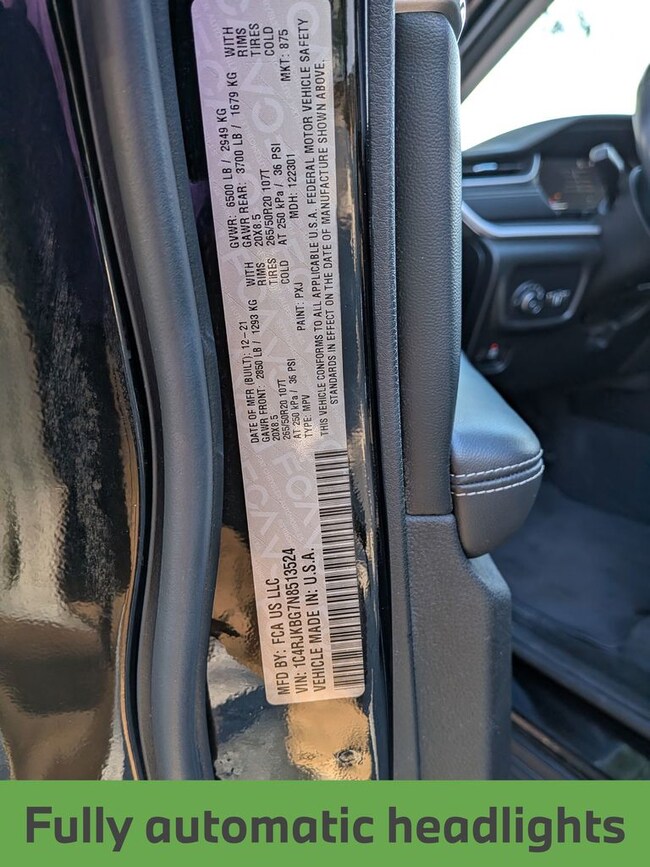 MFD BY: FCA US LLC
DATE OF MFR (BUILT): 12-21
GVWR: 6500 LB / 2949 KG
GAWR FRONT: 2850 LB / 1293 KG WITH
20X8.5 RIMS
265/50R20 107T TIRES
AT 250 kPa / 36 PSI COLD
GAWR REAR: 3700 LB / 1679 KG WITH
20X8.5 RIMS
265/50R20 107T TIRES
AT 250 kPa / 36 PSI COLD
TYPE: MPV
PAINT: PXJ
MDH: 122301
MKT: 875
THIS VEHICLE CONFORMS TO ALL APPLICABLE U.S.A. FEDERAL MOTOR VEHICLE SAFETY
STANDARDS IN EFFECT ON THE DATE OF MANUFACTURE SHOWN ABOVE.
VIN: 1C4RJKBG7N8513524
VEHICLE MADE IN: U.S.A.
Fully automatic headlights